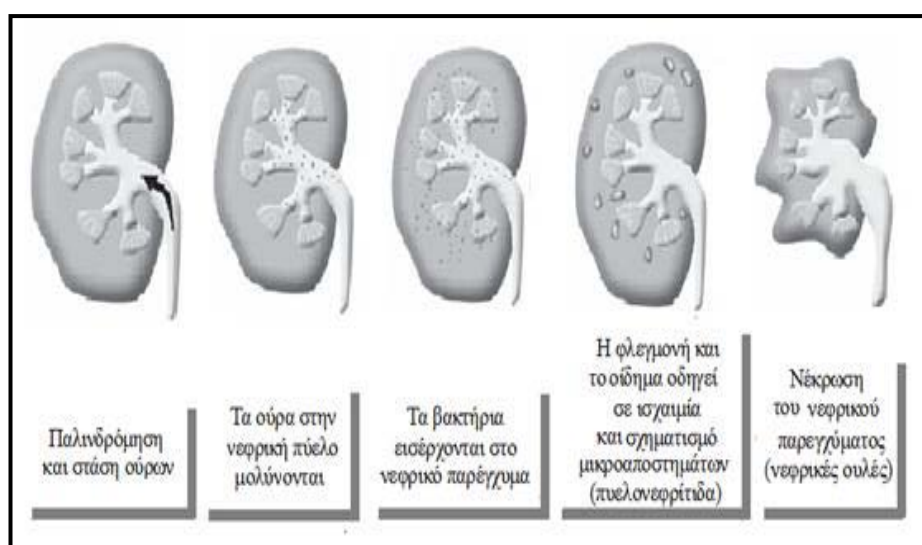 Παλινδρόμηση
και στάση ούρων
Τα ούρα στην
νεφρική πύελο
μολύνονται
Τα βακτήρια
εισέρχονται στο
νεφρικό παρέγχυμα
Η φλεγμονή και
το οίδημα οδηγεί
σε ισχαιμία
και σχηματισμό
μικροαποστημάτων
(πυελονεφρίτιδα)
Νέκρωση
του νεφρικού
παρεγχύματος
(νεφρικές ουλές)